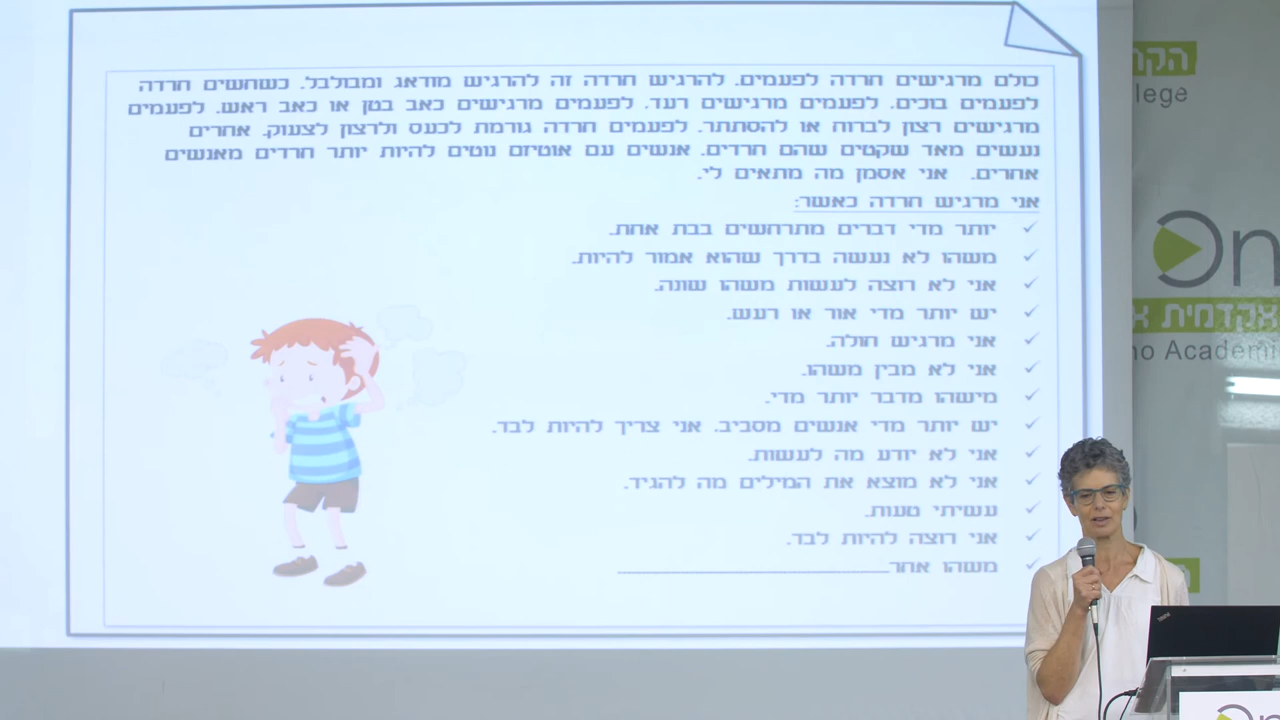 כולם מרגישים חרדה לפעמים. להרגיש חרדה זה להרגיש מודאג ומבולבל. כשחשים חרדה
לפעמים בוכים. לפעמים מרגישים רעד. לפעמים מרגישים כאב בטן או כאב ראש. לפעמים
מרגישים רצון לברוח או להסתתר. לפעמים חרדה גורמת לכעס ולרצון לצעוק. אחרים
נעשים מאד שקטים שהם חרדים. אנשים עם אוטיזם נוטים להיות יותר חרדים מאנשים
אחרים. אני אסמן מה מתאים לי.
אני מרגיש חרדה כאשר:
✓ יותר מדי דברים מתרחשים בבת אחת.
✓ משהו לא נעשה בדרך שהוא אמור להיות.
✓ אני לא רוצה לעשות משהו שונה.
✓ יש יותר מדי אור או רעש.
✓ אני מרגיש חולה.
✓ אני לא מבין משהו.
✓ מישהו מדבר יותר מדי.
✓ יש יותר מדי אנשים מסביב. אני צריך להיות לבד.
✓ אני לא יודע מה לעשות.
✓ אני לא מוצא את המילים מה להגיד.
✓ עשיתי טעות.
✓ אני רוצה להיות לבד.
✓ משהו אחר____________________
הקר
lege
On
אקדמית א
no Academi
On